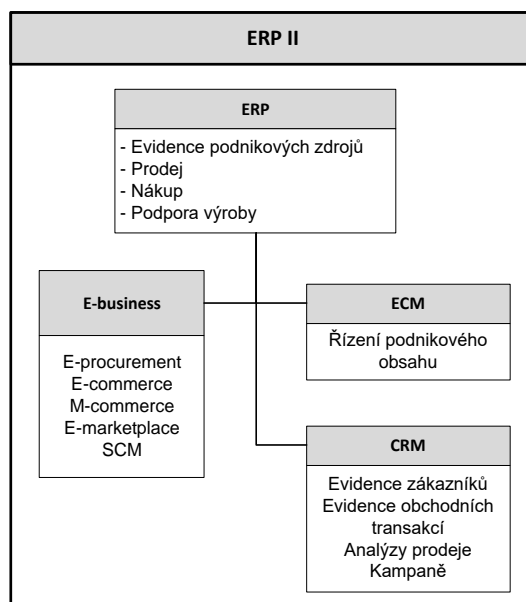 ERP II
ERP
- Evidence podnikových zdrojů
- Prodej
- Nákup
- Podpora výroby
E-business
E-procurement
E-commerce
M-commerce
E-marketplace
SCM
ECM
Řízení podnikového
obsahu
CRM
Evidence zákazníků
Evidence obchodních
transakcí
Analýzy prodeje
Kampaně